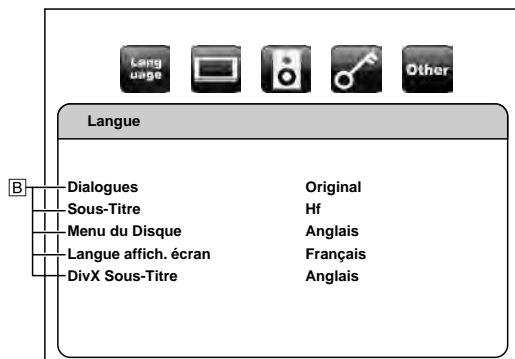 Lang
uage
Other
Langue
B
Dialogues Original
Sous-Titre Hf
Menu du Disque Anglais
Langue affich. écran Français
DivX Sous-Titre Anglais